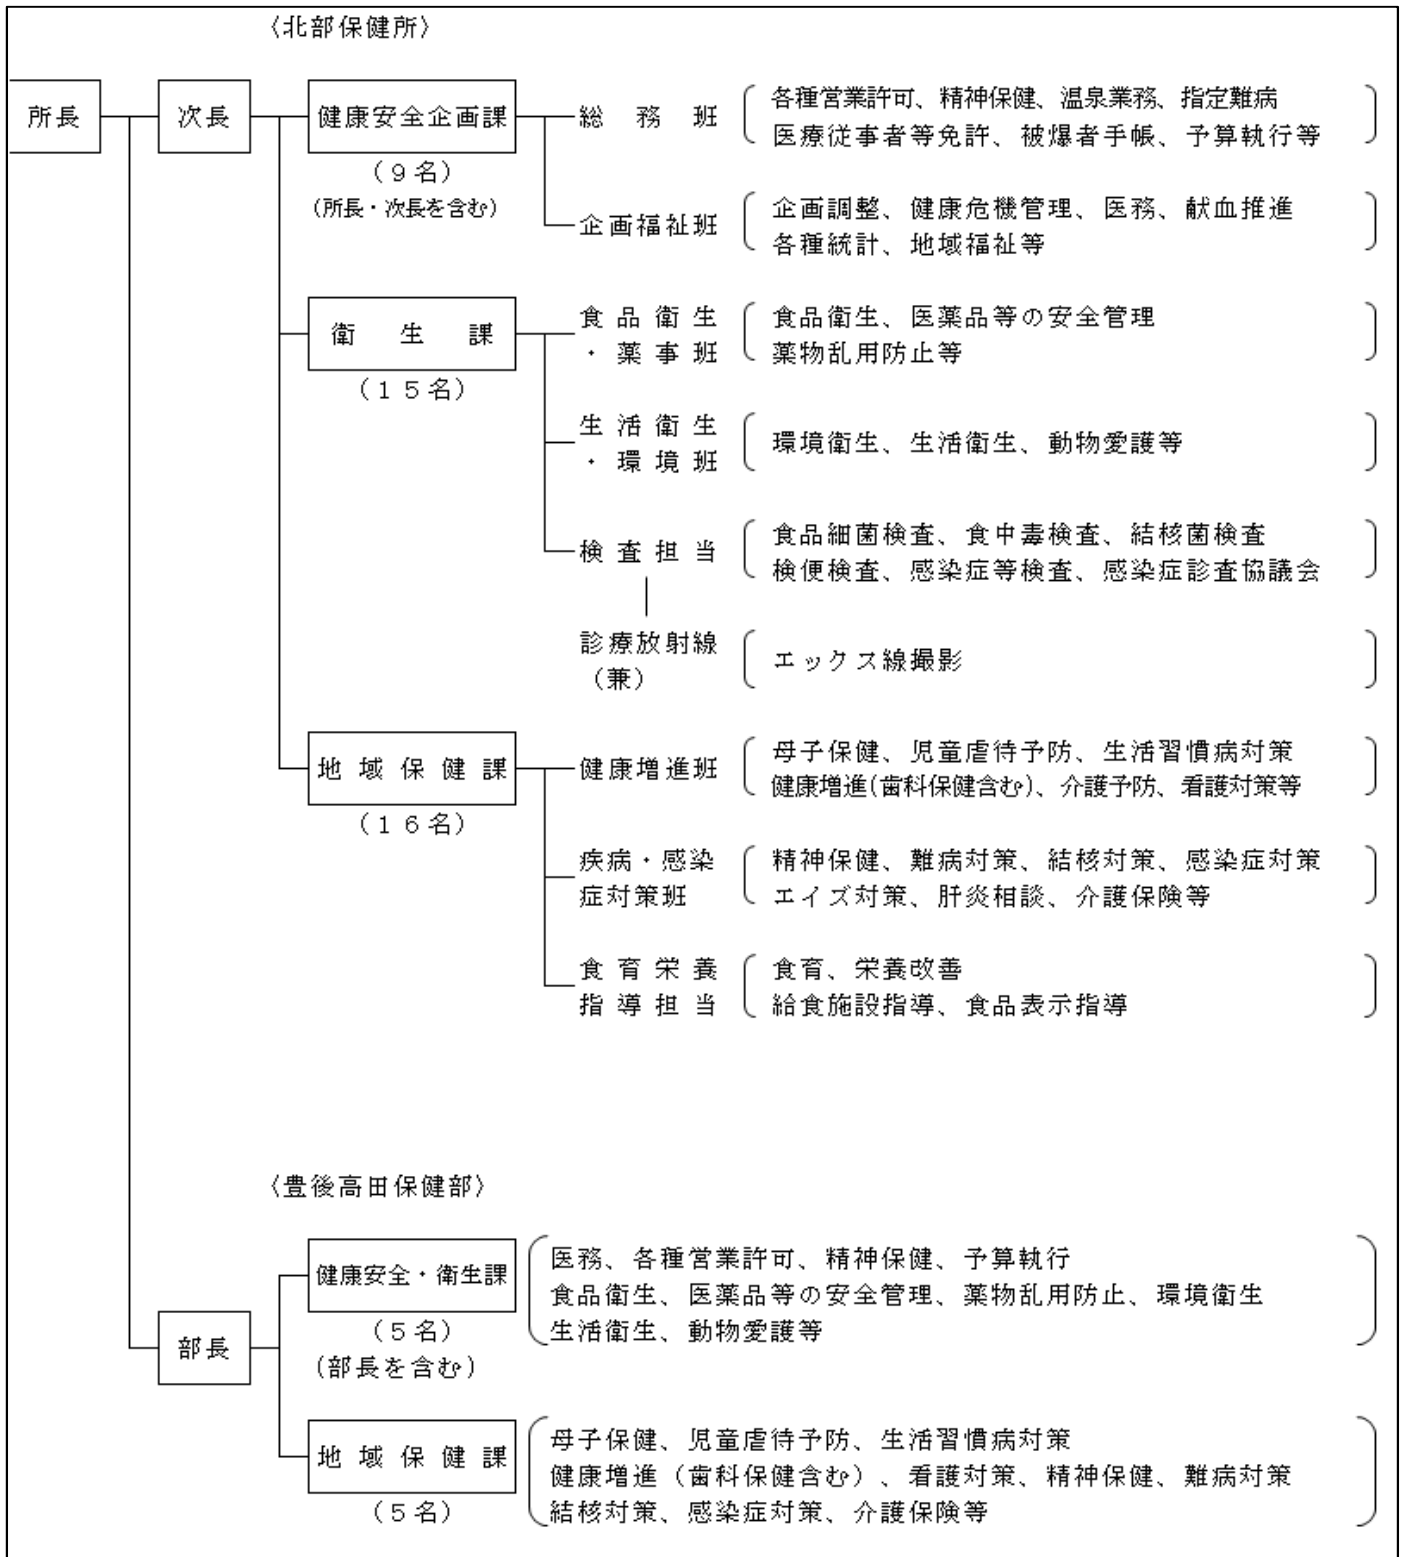 〈北部保健所〉
所長
次長
健康安全企画課
(９名)
(所長・次長を含む)
総務班
各種営業許可、精神保健、温泉業務、指定難病
医療従事者等免許、被爆者手帳、予算執行等
企画福祉班
企画調整、健康危機管理、医務、献血推進
各種統計、地域福祉等
衛生課
(１５名)
食品衛生
・薬事班
食品衛生、医薬品等の安全管理
薬物乱用防止等
生活衛生
・環境班
環境衛生、生活衛生、動物愛護等
検査担当
食品細菌検査、食中毒検査、結核菌検査
検便検査、感染症等検査、感染症診査協議会
診療放射線
(兼)
エックス線撮影
地域保健課
(１６名)
健康増進班
母子保健、児童虐待予防、生活習慣病対策
健康増進(歯科保健含む)、介護予防、看護対策等
疾病・感染
症対策班
精神保健、難病対策、結核対策、感染症対策
エイズ対策、肝炎相談、介護保険等
食育栄養
指導担当
食育、栄養改善
給食施設指導、食品表示指導
〈豊後高田保健部〉
部長
健康安全・衛生課
(５名)
(部長を含む)
医務、各種営業許可、精神保健、予算執行
食品衛生、医薬品等の安全管理、薬物乱用防止、環境衛生
生活衛生、動物愛護等
地域保健課
(５名)
母子保健、児童虐待予防、生活習慣病対策
健康増進（歯科保健含む）、看護対策、精神保健、難病対策
結核対策、感染症対策、介護保険等